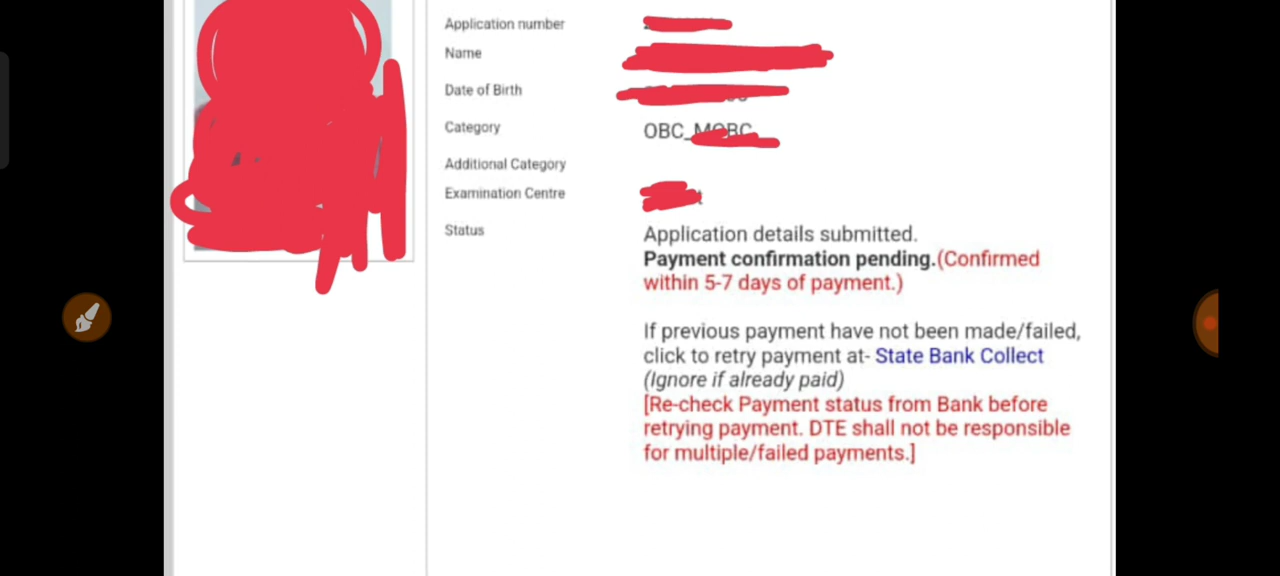 Application number
Name
Date of Birth
Category OBC_MOBC
Additional Category
Examination Centre
Status Application details submitted.
Payment confirmation pending.(Confirmed
within 5-7 days of payment.)
If previous payment have not been made/failed,
click to retry payment at- State Bank Collect
(Ignore if already paid)
[Re-check Payment status from Bank before
retrying payment. DTE shall not be responsible
for multiple/failed payments.]